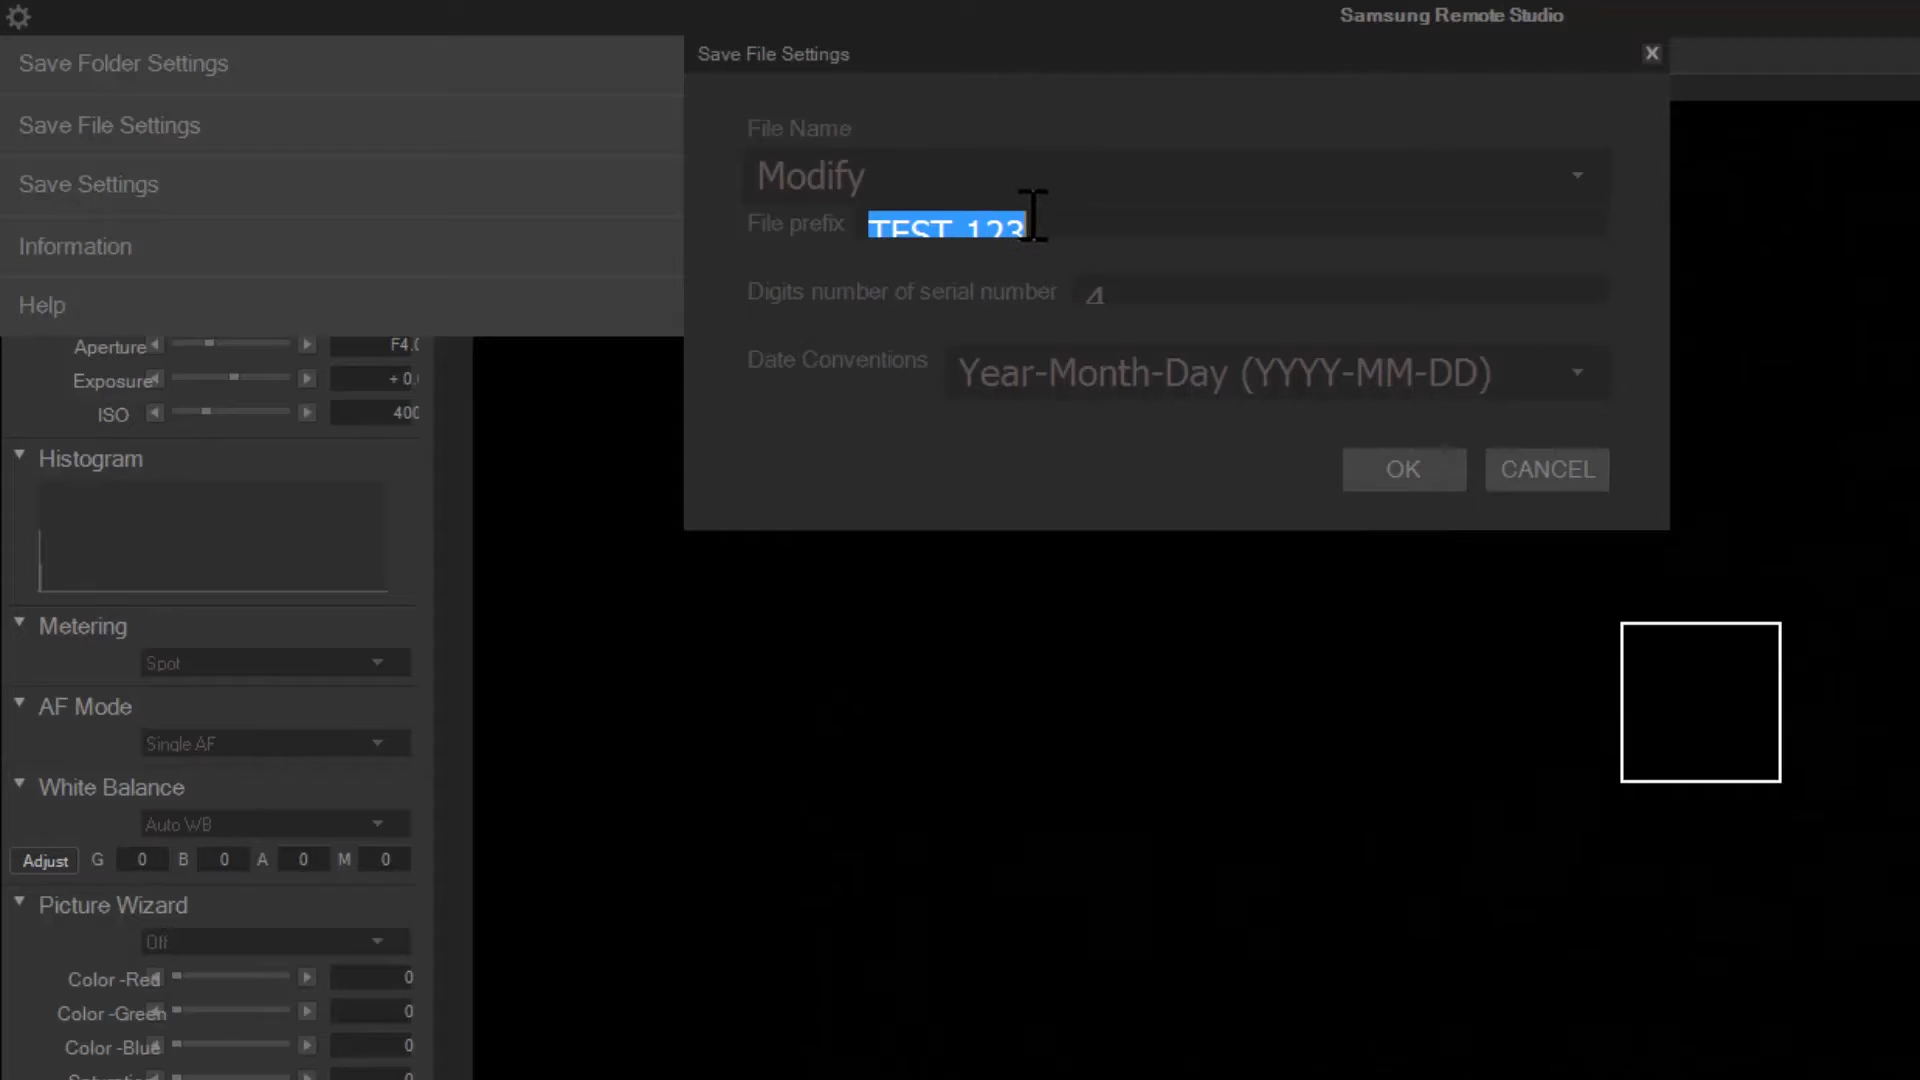 Samsung Remote Studio
Save Folder Settings
Save File Settings
Save Settings
Information
Help
Save File Settings
X
File Name
Modify
File prefix TEST_123
Digits number of serial number 4
Date Conventions Year-Month-Day (YYYY-MM-DD)
OK CANCEL
Aperture F4.0
Exposure + 0.
ISO 400
Histogram
Metering
Spot
AF Mode
Single AF
White Balance
Auto WB
Adjust G 0 B 0 A 0 M 0
Picture Wizard
Off
Color -Red 0
Color -Green 0
Color -Blue 0